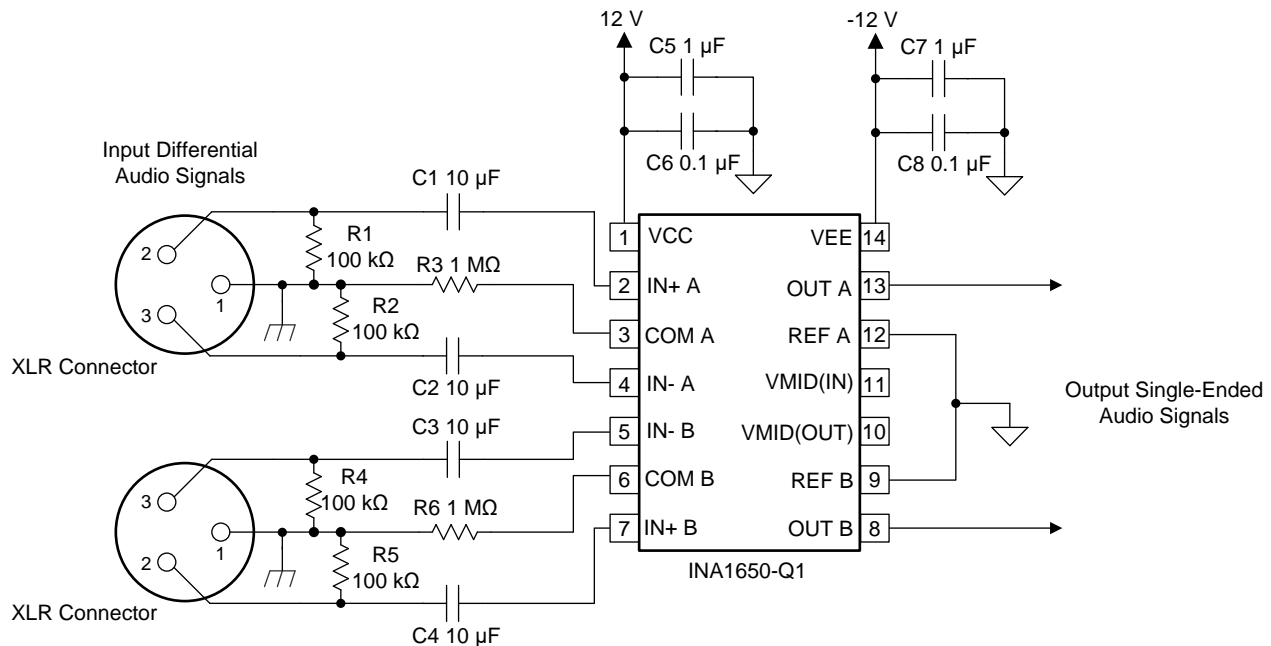 12 V
-12 V
C5 1 µF
C7 1 µF
C6 0.1 µF
C8 0.1 µF
Input Differential
Audio Signals
C1 10 µF
2
R1
100 kΩ
R3 1 MΩ
1
R2
100 kΩ
3
XLR Connector
C2 10 µF
C3 10 µF
3
R4
100 kΩ
R6 1 MΩ
1
R5
100 kΩ
2
XLR Connector
C4 10 µF
1 VCC VEE 14
2 IN+ A OUT A 13
3 COM A REF A 12
4 IN- A VMID(IN) 11
5 IN- B VMID(OUT) 10
6 COM B REF B 9
7 IN+ B OUT B 8
INA1650-Q1
Output Single-Ended
Audio Signals